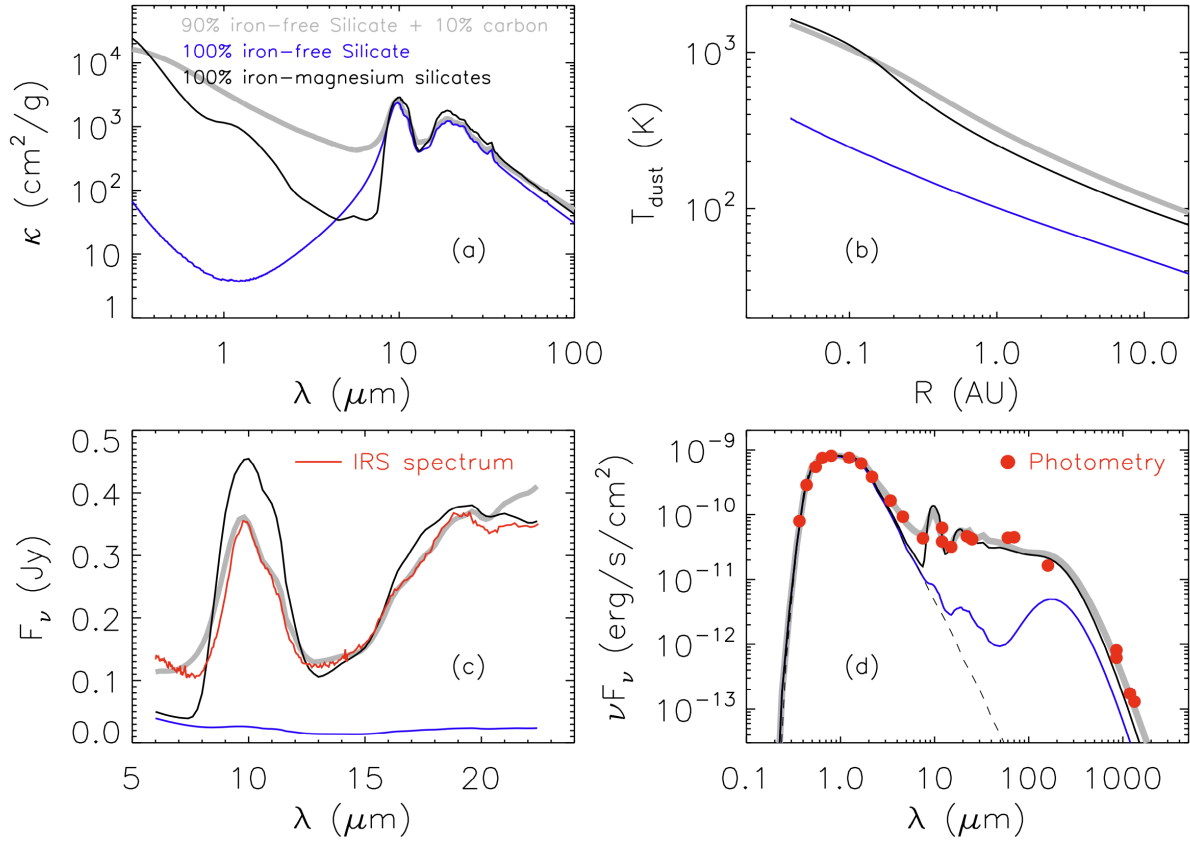 90% iron−free Silicate + 10% carbon
100% iron−free Silicate
100% iron−magnesium silicates
κ (cm²/g)
10⁴
10³
10²
10
1
(a)
1 10 100
λ (μm)
T_dust (K)
10³
10²
(b)
0.1 1.0 10.0
R (AU)
F_ν (Jy)
0.5
0.4
0.3
0.2
0.1
0.0
IRS spectrum
(c)
5 10 15 20
λ (μm)
νF_ν (erg/s/cm²)
10⁻⁹
10⁻¹⁰
10⁻¹¹
10⁻¹²
10⁻¹³
Photometry
(d)
0.1 1.0 10 100 1000
λ (μm)